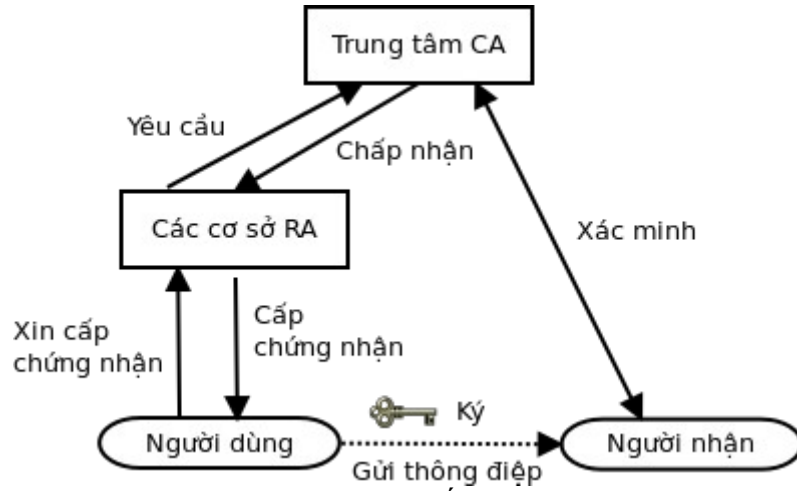 Trung tâm CA
Yêu cầu
Chấp nhận
Các cơ sở RA
Xác minh
Xin cấp
chứng nhận
Cấp
chứng nhận
Ký
Người dùng
Người nhận
Gửi thông điệp